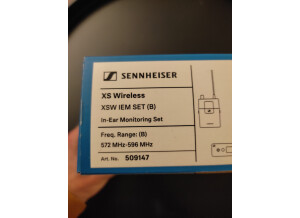 SENNHEISER
XS Wireless
XSW IEM SET (B)
In-Ear Monitoring Set
Freq. Range: (B)
572 MHz-596 MHz
Art. No. 509147